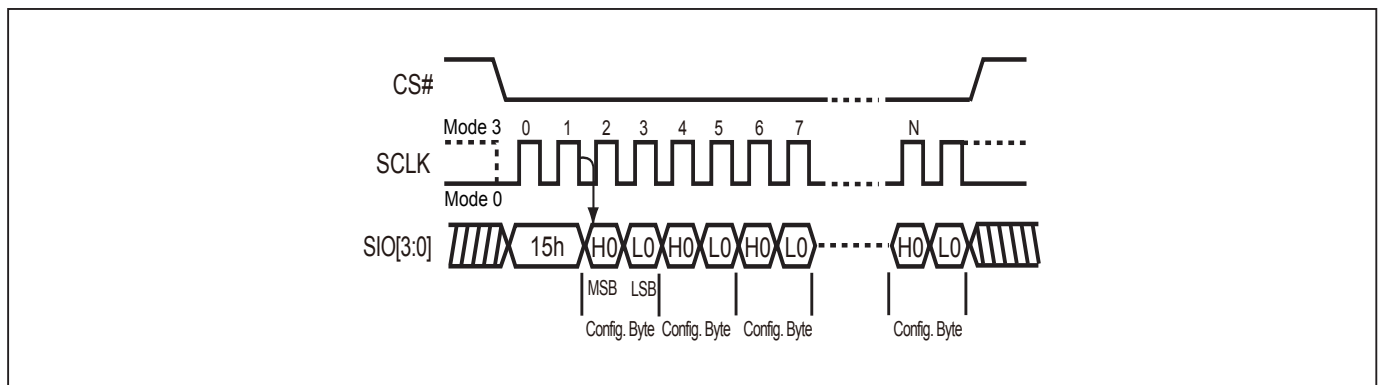 CS#
Mode 3 0 1 2 3 4 5 6 7 N
SCLK
Mode 0
SIO[3:0] 15h H0 L0 H0 L0 H0 L0 H0 L0
MSB LSB
Config. Byte Config. Byte Config. Byte Config. Byte